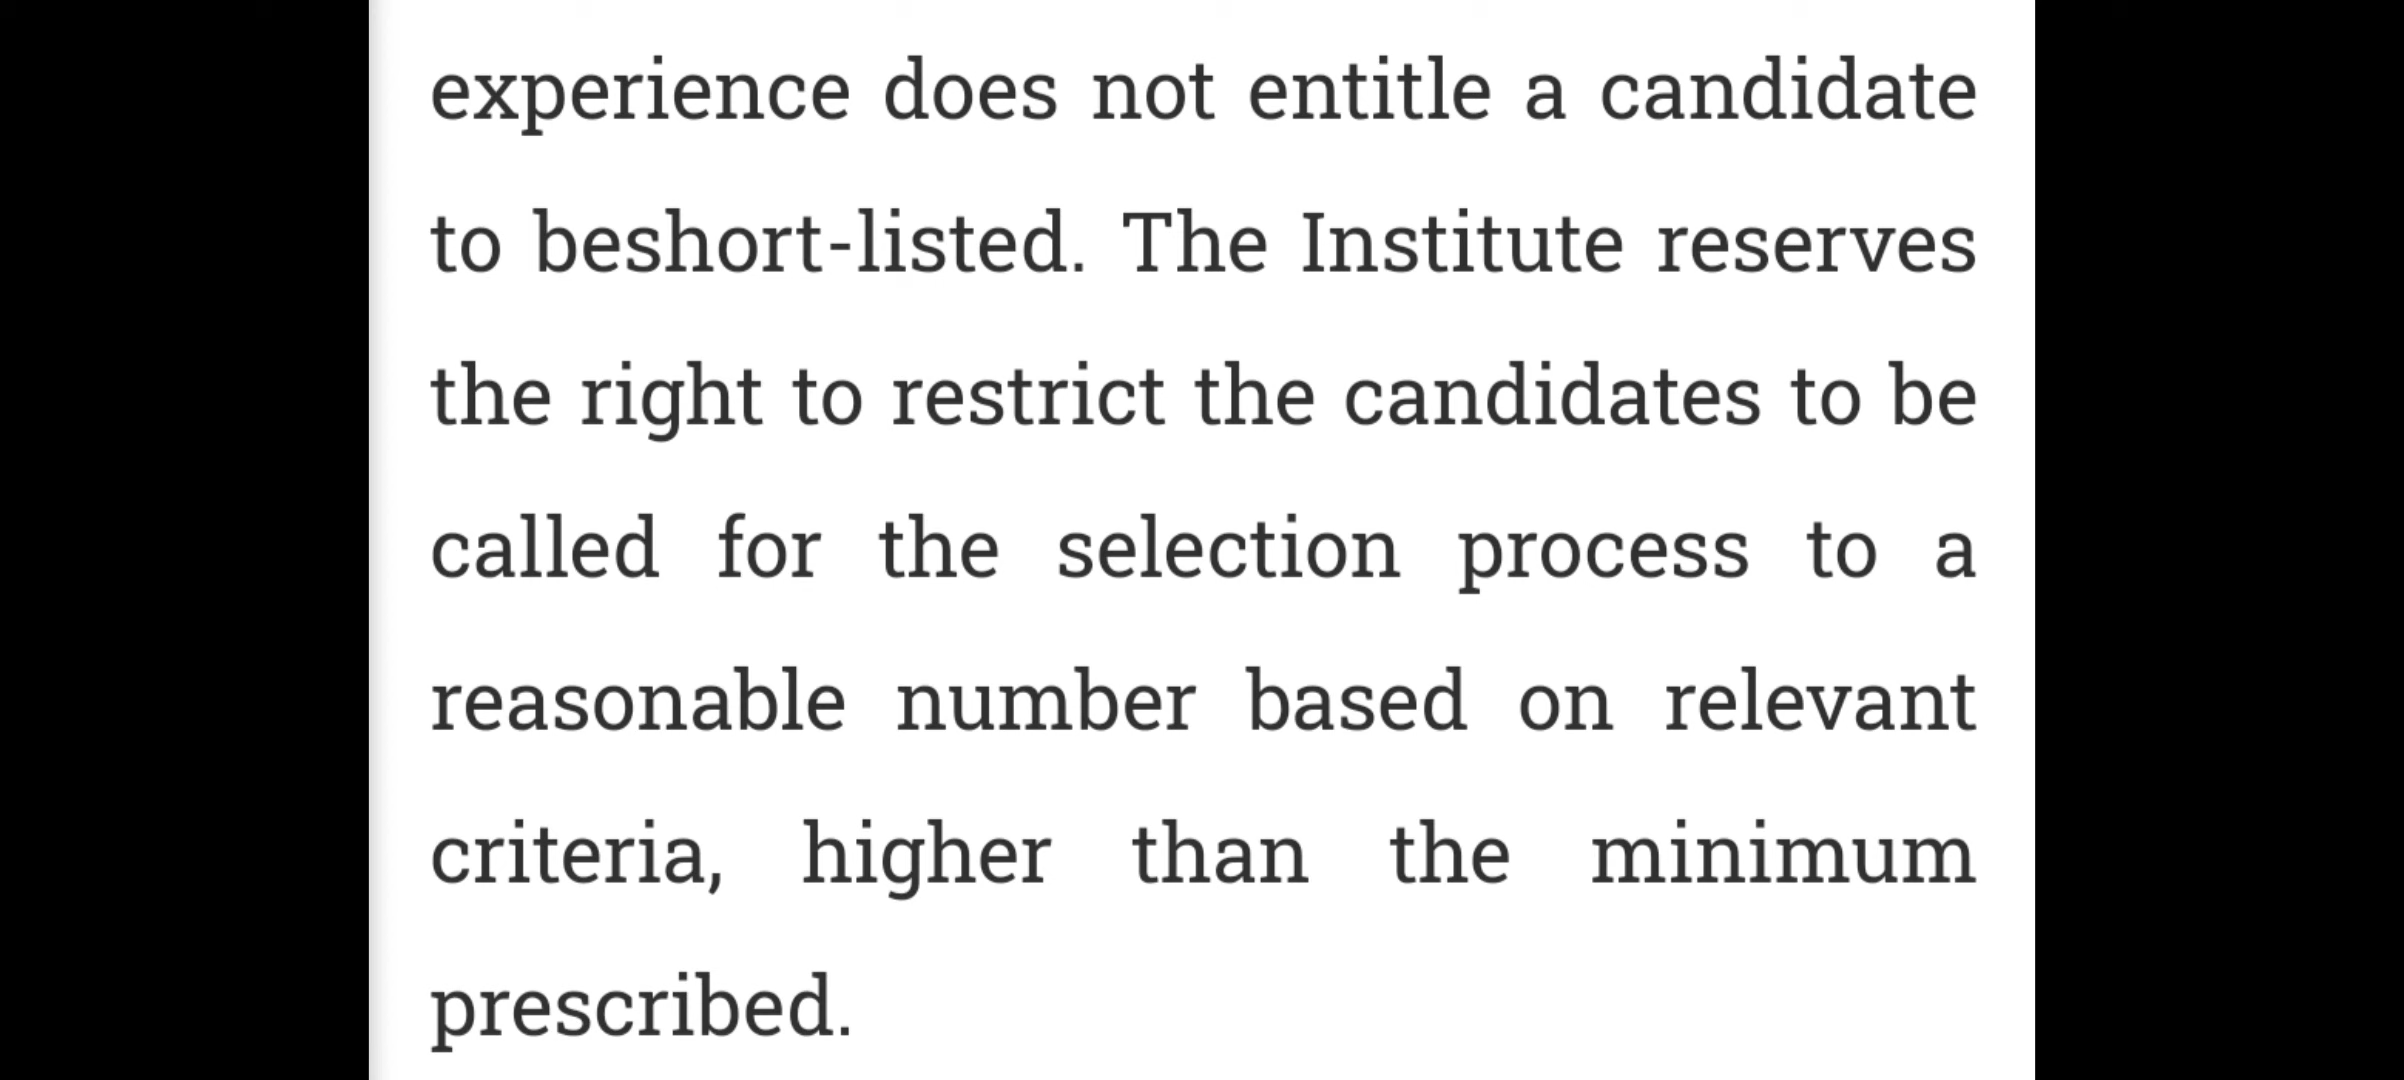 experience does not entitle a candidate
to beshort-listed. The Institute reserves
the right to restrict the candidates to be
called for the selection process to a
reasonable number based on relevant
criteria, higher than the minimum
prescribed.